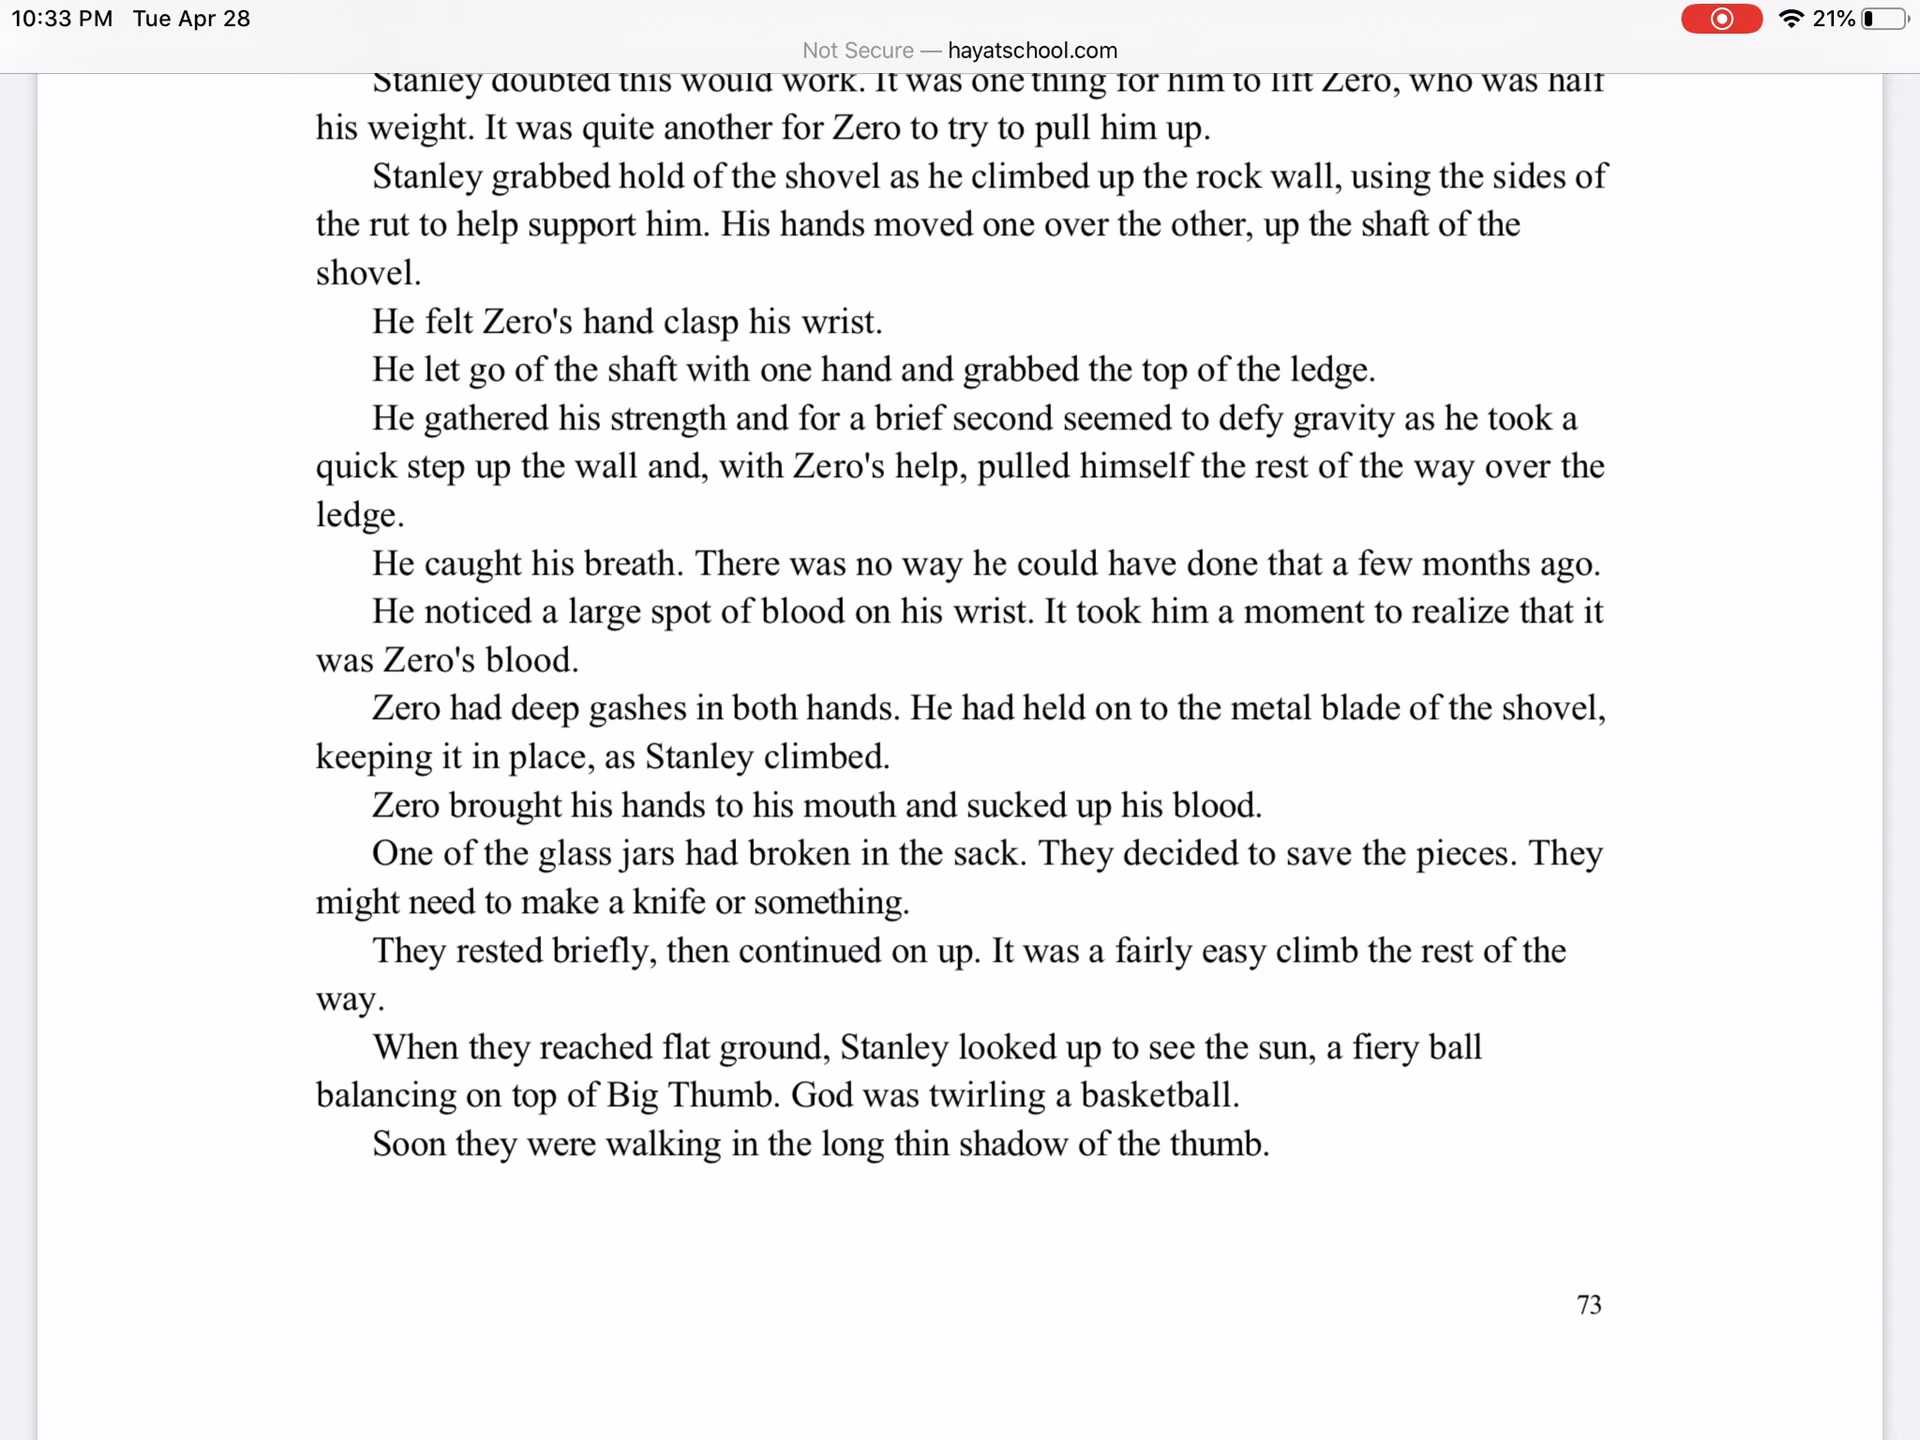 10:33 PM Tue Apr 28
21%
Not Secure — hayatschool.com
Stanley doubted this would work. It was one thing for him to lift Zero, who was half
his weight. It was quite another for Zero to try to pull him up.
Stanley grabbed hold of the shovel as he climbed up the rock wall, using the sides of
the rut to help support him. His hands moved one over the other, up the shaft of the
shovel.
He felt Zero's hand clasp his wrist.
He let go of the shaft with one hand and grabbed the top of the ledge.
He gathered his strength and for a brief second seemed to defy gravity as he took a
quick step up the wall and, with Zero's help, pulled himself the rest of the way over the
ledge.
He caught his breath. There was no way he could have done that a few months ago.
He noticed a large spot of blood on his wrist. It took him a moment to realize that it
was Zero's blood.
Zero had deep gashes in both hands. He had held on to the metal blade of the shovel,
keeping it in place, as Stanley climbed.
Zero brought his hands to his mouth and sucked up his blood.
One of the glass jars had broken in the sack. They decided to save the pieces. They
might need to make a knife or something.
They rested briefly, then continued on up. It was a fairly easy climb the rest of the
way.
When they reached flat ground, Stanley looked up to see the sun, a fiery ball
balancing on top of Big Thumb. God was twirling a basketball.
Soon they were walking in the long thin shadow of the thumb.
73